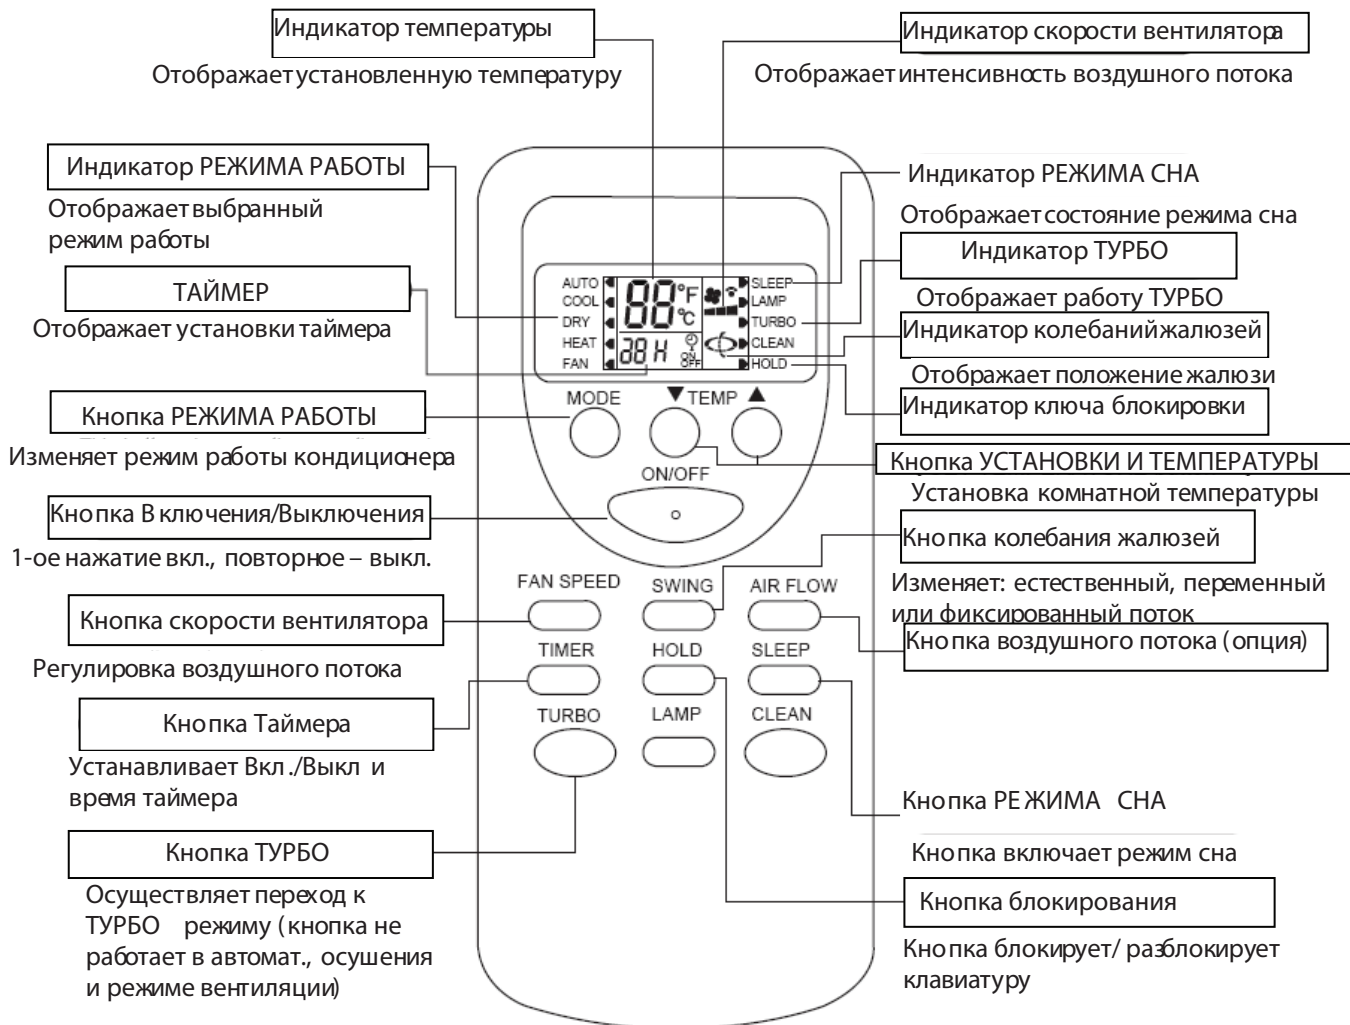 Индикатор температуры
Отображает установленную температуру
Индикатор скорости вентилятора
Отображает интенсивность воздушного потока
Индикатор РЕЖИМА РАБОТЫ
Отображает выбранный
режим работы
ТАЙМЕР
Отображает установки таймера
Кнопка РЕЖИМА РАБОТЫ
Изменяет режим работы кондиционера
Кнопка Включения/Выключения
1-ое нажатие вкл., повторное – выкл.
Кнопка скорости вентилятора
Регулировка воздушного потока
Кнопка Таймера
Устанавливает Вкл./Выкл и
время таймера
Кнопка ТУРБО
Осуществляет переход к
ТУРБО режиму (кнопка не
работает в автомат., осушения
и режиме вентиляции)
AUTO
COOL
DRY
HEAT
FAN
88 °F
°C
88 H
ON
OFF
SLEEP
LAMP
TURBO
CLEAN
HOLD
MODE
▼ TEMP ▲
ON/OFF
FAN SPEED SWING AIR FLOW
TIMER HOLD SLEEP
TURBO LAMP CLEAN
Индикатор РЕЖИМА СНА
Отображает состояние режима сна
Индикатор ТУРБО
Отображает работу ТУРБО
Индикатор колебаний жалюзей
Отображает положение жалюзи
Индикатор ключа блокировки
Кнопка УСТАНОВКИ И ТЕМПЕРАТУРЫ
Установка комнатной температуры
Кнопка колебания жалюзей
Изменяет: естественный, переменный
или фиксированный поток
Кнопка воздушного потока (опция)
Кнопка РЕЖИМА СНА
Кнопка включает режим сна
Кнопка блокирования
Кнопка блокирует/ разблокирует
клавиатуру